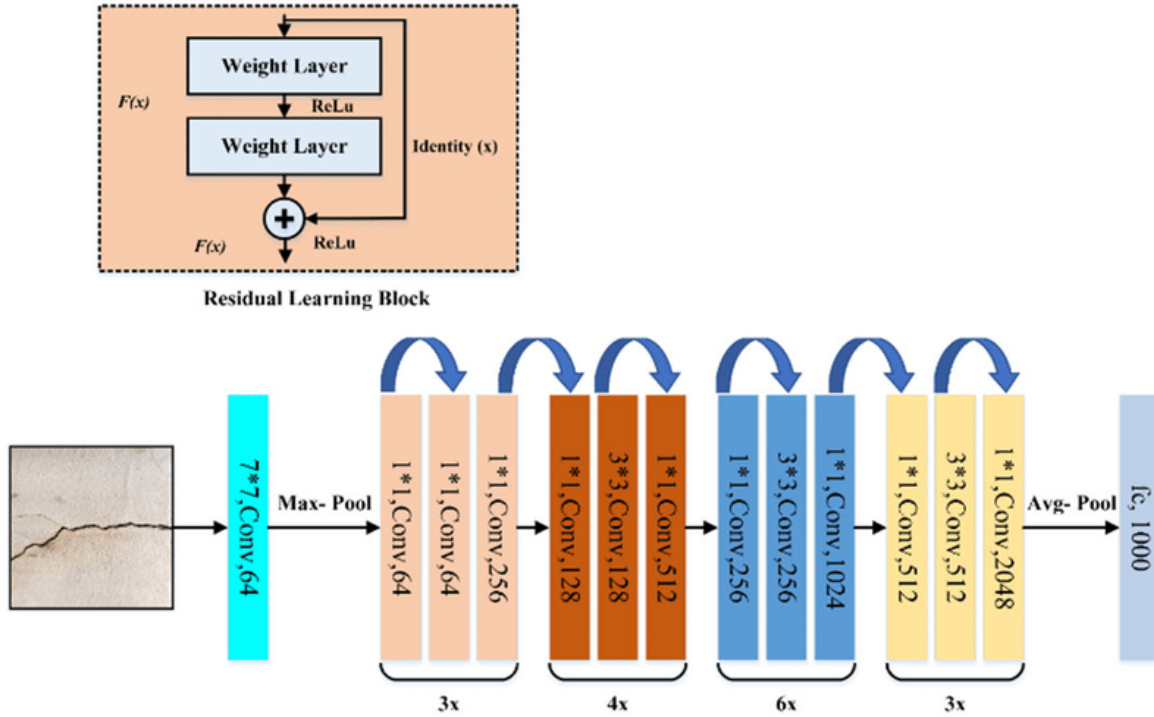 Weight Layer
F(x)
ReLu
Weight Layer
Identity (x)
F(x)
ReLu
Residual Learning Block
7*7,Conv,64
Max- Pool
1*1,Conv,64
1*1,Conv,64
1*1,Conv,256
1*1,Conv,128
3*3,Conv,128
1*1,Conv,512
1*1,Conv,256
3*3,Conv,256
1*1,Conv,1024
1*1,Conv,512
3*3,Conv,512
1*1,Conv,2048
Avg- Pool
fc, 1000
3x
4x
6x
3x